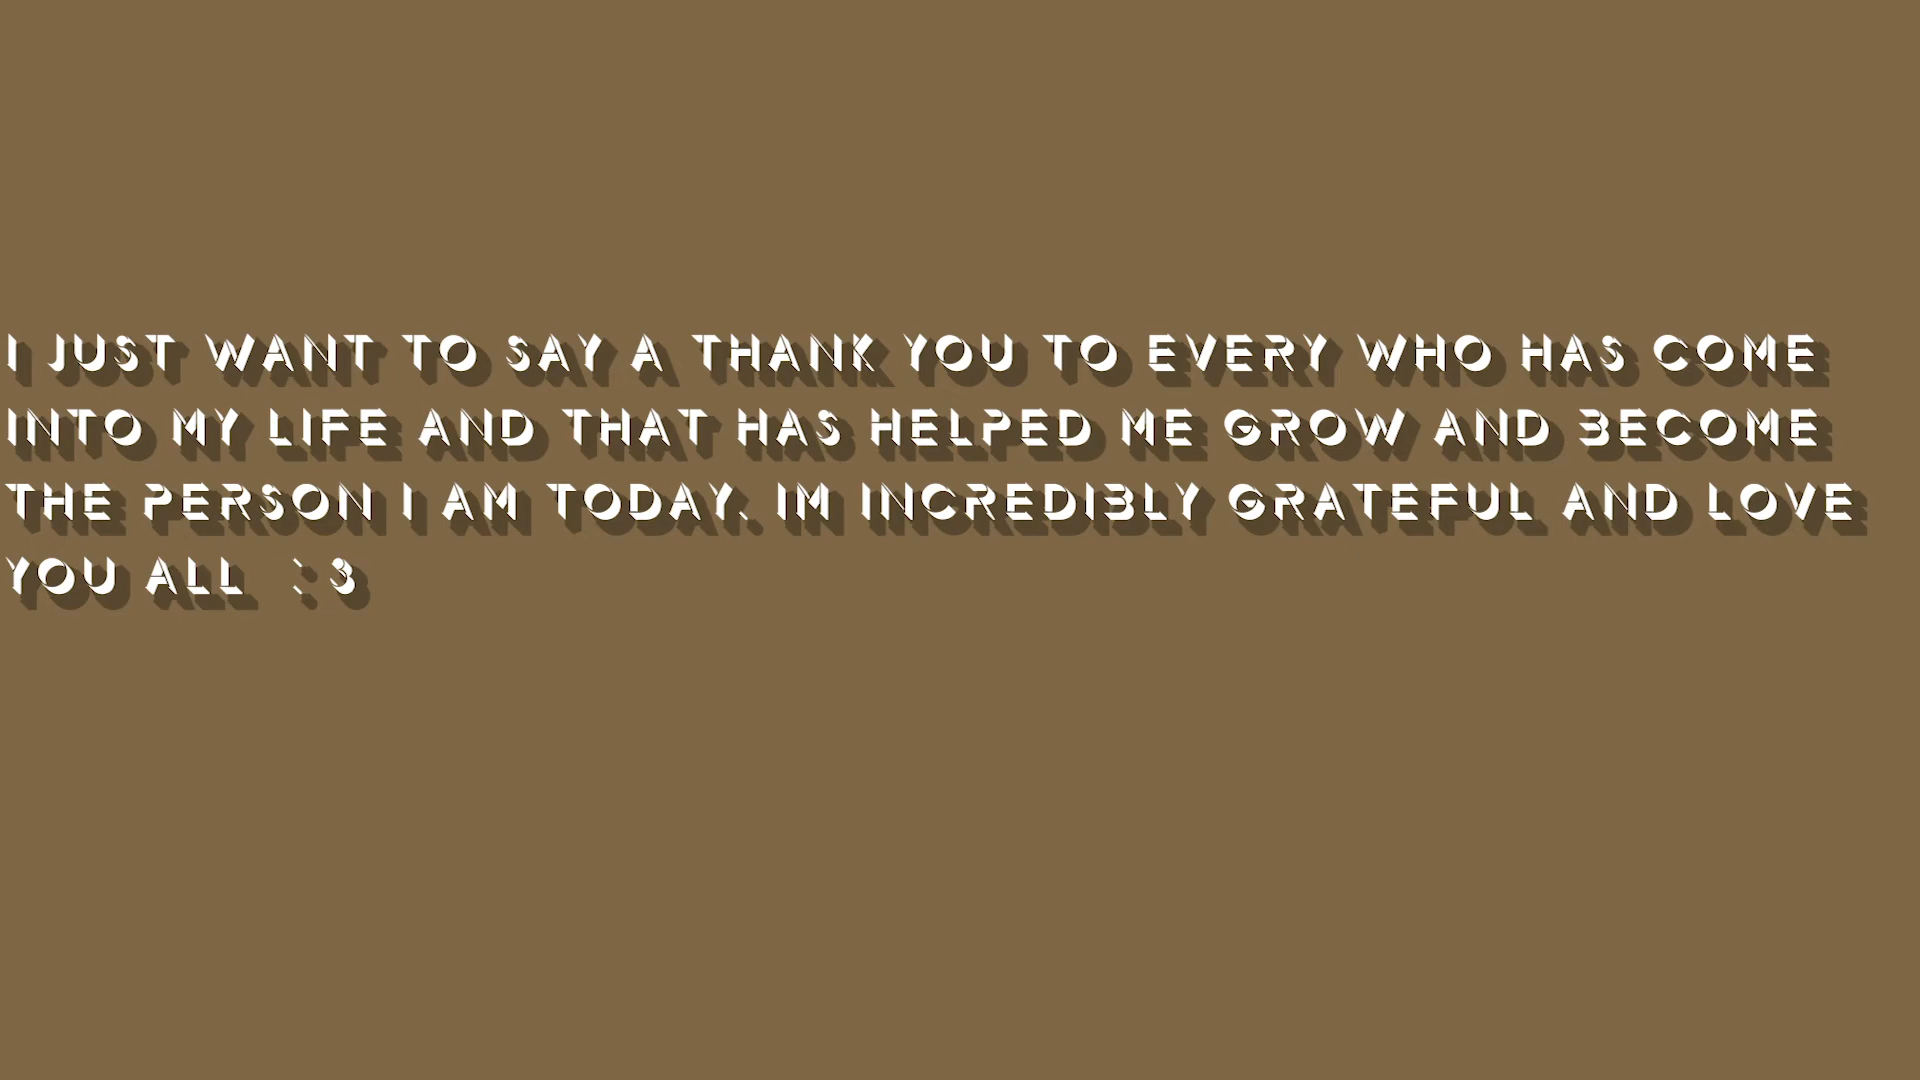 I JUST WANT TO SAY A THANK YOU TO EVERY WHO HAS COME
INTO MY LIFE AND THAT HAS HELPED ME GROW AND BECOME
THE PERSON I AM TODAY. IM INCREDIBLY GRATEFUL AND LOVE
YOU ALL :3